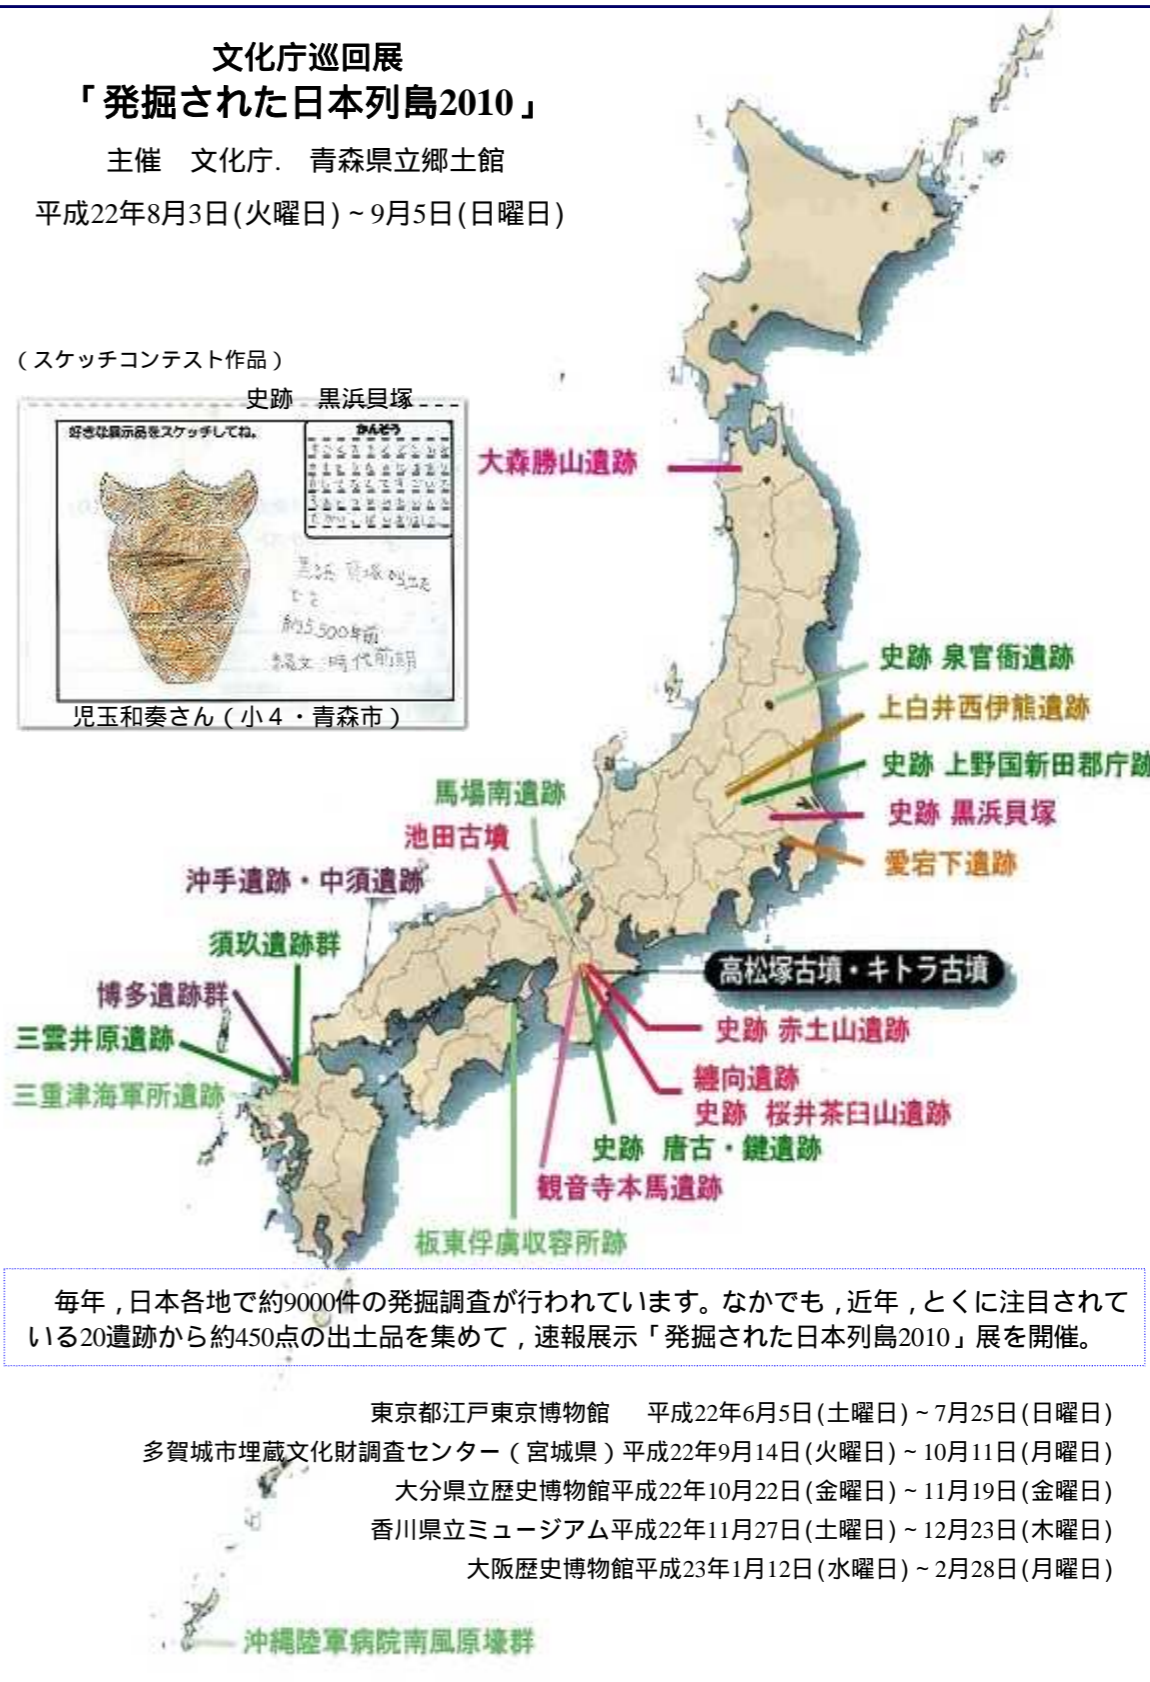 文化庁巡回展
「発掘された日本列島2010」
主催　文化庁.　青森県立郷土館
平成22年8月3日(火曜日)～9月5日(日曜日)
（スケッチコンテスト作品）
史跡　黒浜貝塚
好きな展示品をスケッチしてね。
かんそう
黒浜 貝塚から出土
約5,500年前
縄文 時代前期
児玉和奏さん（小４・青森市）
大森勝山遺跡
史跡 泉官衙遺跡
上白井西伊熊遺跡
史跡 上野国新田郡庁跡
史跡 黒浜貝塚
愛宕下遺跡
馬場南遺跡
池田古墳
沖手遺跡・中須遺跡
須玖遺跡群
博多遺跡群
三雲井原遺跡
三重津海軍所遺跡
高松塚古墳・キトラ古墳
史跡 赤土山遺跡
纏向遺跡
史跡 桜井茶臼山遺跡
史跡 唐古・鍵遺跡
観音寺本馬遺跡
板東俘虜収容所跡
毎年，日本各地で約9000件の発掘調査が行われています。なかでも，近年，とくに注目されて
いる20遺跡から約450点の出土品を集めて，速報展示「発掘された日本列島2010」展を開催。
東京都江戸東京博物館　平成22年6月5日(土曜日)～7月25日(日曜日)
多賀城市埋蔵文化財調査センター（宮城県）平成22年9月14日(火曜日)～10月11日(月曜日)
大分県立歴史博物館平成22年10月22日(金曜日)～11月19日(金曜日)
香川県立ミュージアム平成22年11月27日(土曜日)～12月23日(木曜日)
大阪歴史博物館平成23年1月12日(水曜日)～2月28日(月曜日)
沖縄陸軍病院南風原壕群